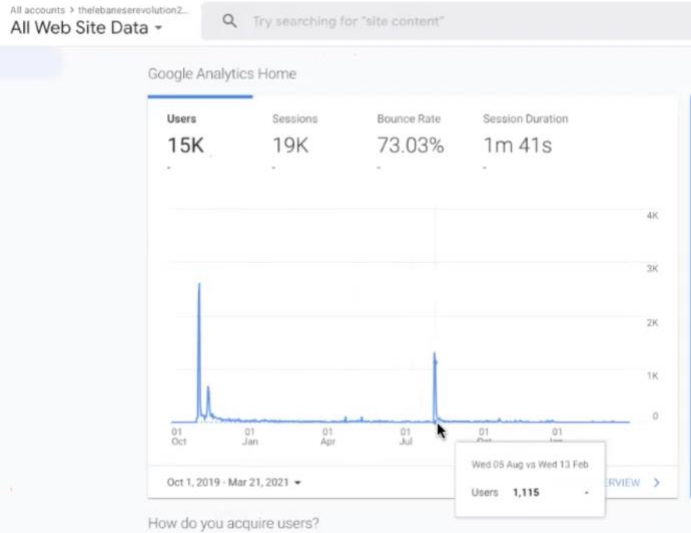 All accounts > thelebaneserevolution2...
All Web Site Data
Try searching for "site content"
Google Analytics Home
Users
15K
-
Sessions
19K
-
Bounce Rate
73.03%
-
Session Duration
1m 41s
-
4K
3K
2K
1K
0
01 Oct
01 Jan
01 Apr
01 Jul
01
01
Wed 05 Aug vs Wed 13 Feb
Users 1,115 -
Oct 1, 2019 - Mar 21, 2021
How do you acquire users?